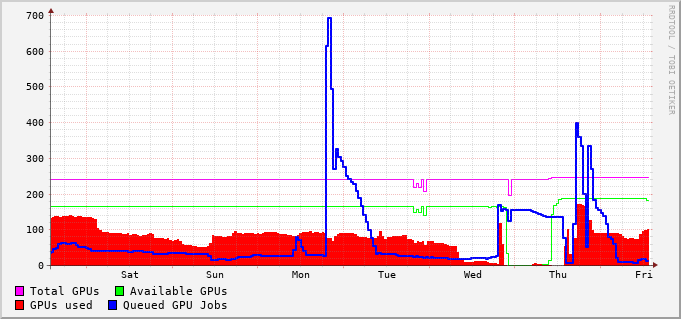 700
600
500
400
300
200
100
0
Sat Sun Mon Tue Wed Thu Fri
Total GPUs Available GPUs
GPUs used Queued GPU Jobs
RRDTOOL / TOBI OETIKER